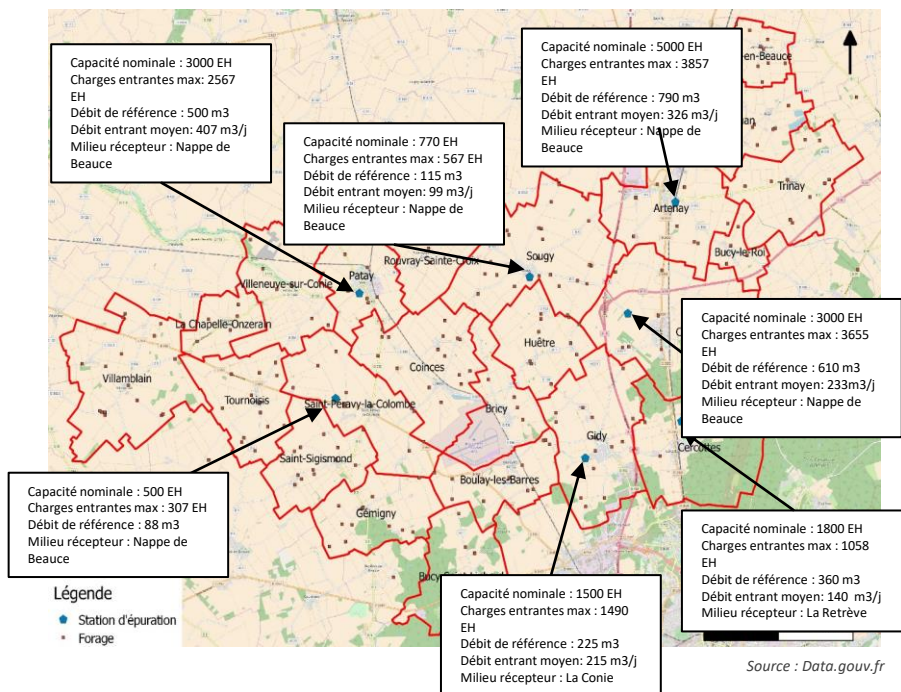 Capacité nominale : 3000 EH
Charges entrantes max: 2567
EH
Débit de référence : 500 m3
Débit entrant moyen: 407 m3/j
Milieu récepteur : Nappe de
Beauce
Capacité nominale : 5000 EH
Charges entrantes max : 3857
EH
Débit de référence : 790 m3
Débit entrant moyen : 326 m3/j
Milieu récepteur : Nappe de
Beauce
Capacité nominale : 770 EH
Charges entrantes max : 567 EH
Débit de référence : 115 m3
Débit entrant moyen : 99 m3/j
Milieu récepteur : Nappe de
Beauce
-en-Beauce
Trinay
Artenay
Bucy-le-Roi
Sougy
Rouvray-Sainte-Croix
Patay
Villeneuve-sur-Conie
La Chapelle-Onzerain
Huêtre
Coinces
Villamblain
Tournoisis
Saint-Péravy-la-Colombe
Bricy
Gidy
Cercottes
Saint-Sigismond
Boulay-les-Barres
Gémigny
Capacité nominale : 3000 EH
Charges entrantes max : 3655
EH
Débit de référence : 610 m3
Débit entrant moyen: 233m3/j
Milieu récepteur : Nappe de
Beauce
Capacité nominale : 500 EH
Charges entrantes max : 307 EH
Débit de référence : 88 m3
Milieu récepteur : Nappe de
Beauce
Capacité nominale : 1800 EH
Charges entrantes max : 1058
EH
Débit de référence : 360 m3
Débit entrant moyen: 140 m3/j
Milieu récepteur : La Retrève
Capacité nominale : 1500 EH
Charges entrantes max : 1490
EH
Débit de référence : 225 m3
Débit entrant moyen: 215 m3/j
Milieu récepteur : La Conie
Légende
Station d'épuration
Forage
Source : Data.gouv.fr